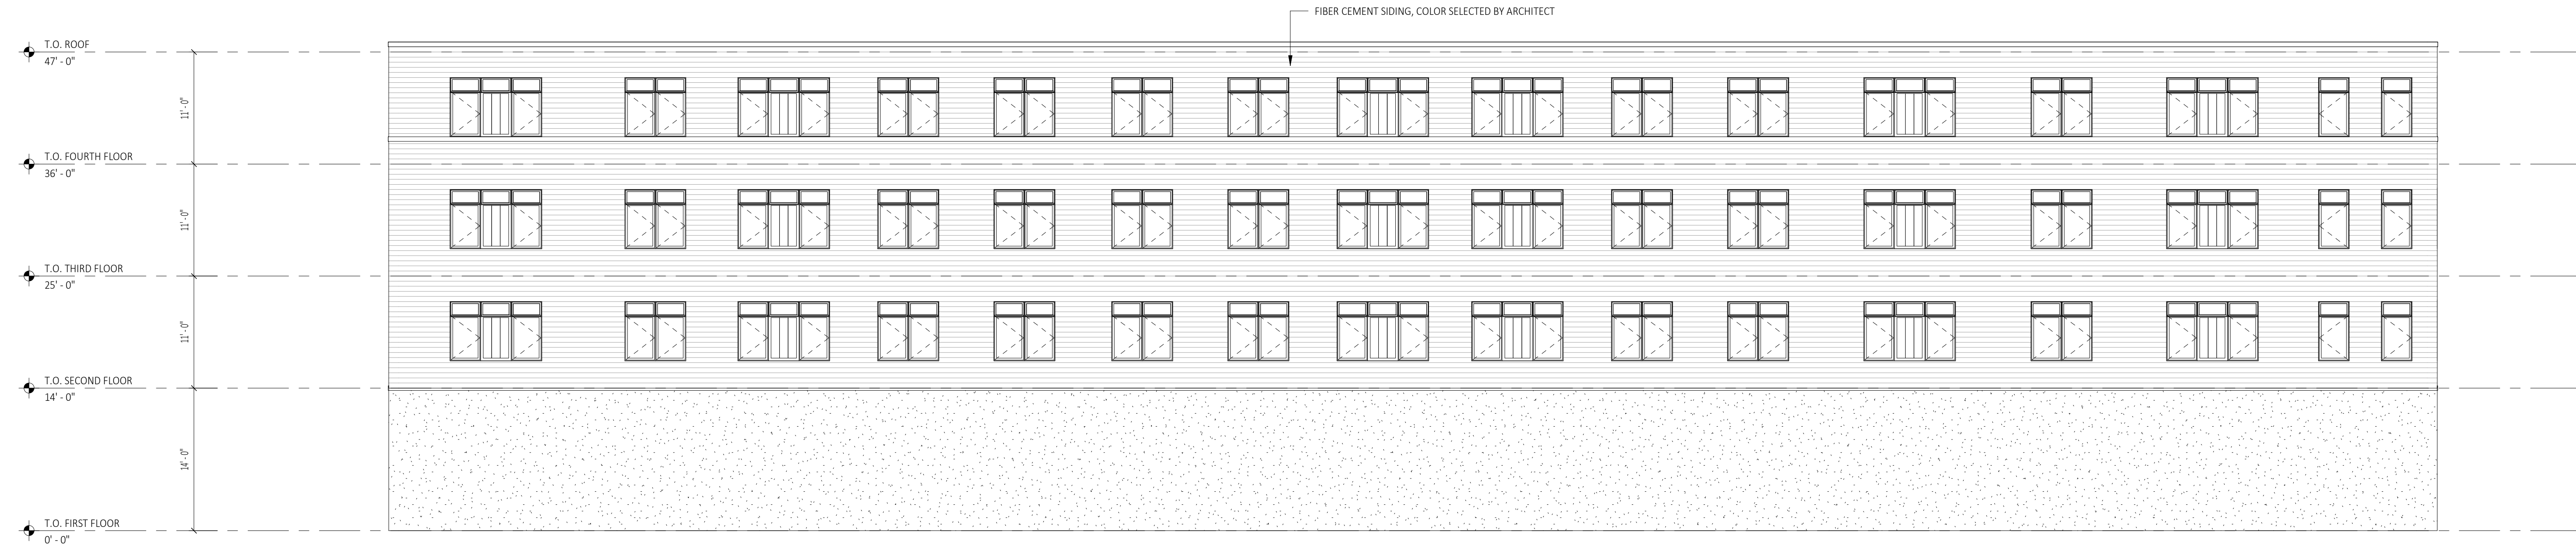 FIBER CEMENT SIDING, COLOR SELECTED BY ARCHITECT
T.O. ROOF
47' - 0"
11' - 0"
T.O. FOURTH FLOOR
36' - 0"
11' - 0"
T.O. THIRD FLOOR
25' - 0"
11' - 0"
T.O. SECOND FLOOR
14' - 0"
14' - 0"
T.O. FIRST FLOOR
0' - 0"